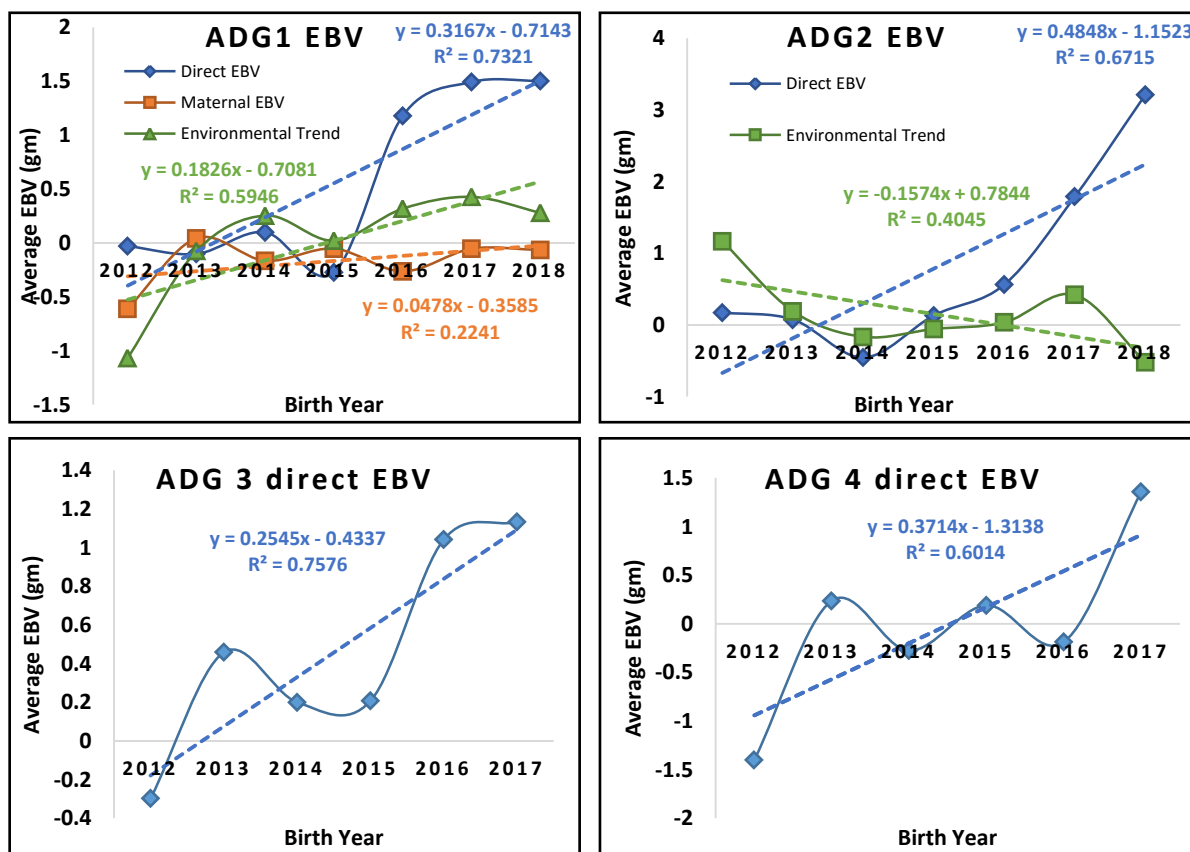 ADG1 EBV
y = 0.3167x - 0.7143
R² = 0.7321
Direct EBV
Maternal EBV
Environmental Trend
y = 0.1826x - 0.7081
R² = 0.5946
y = 0.0478x - 0.3585
R² = 0.2241
2
1.5
1
0.5
0
-0.5
-1
-1.5
2012 2013 2014 2015 2016 2017 2018
Average EBV (gm)
Birth Year
ADG2 EBV
y = 0.4848x - 1.1523
R² = 0.6715
Direct EBV
Environmental Trend
y = -0.1574x + 0.7844
R² = 0.4045
4
3
2
1
0
-1
2012 2013 2014 2015 2016 2017 2018
Average EBV (gm)
Birth Year
ADG 3 direct EBV
y = 0.2545x - 0.4337
R² = 0.7576
1.4
1.2
1
0.8
0.6
0.4
0.2
0
-0.2
-0.4
2012 2013 2014 2015 2016 2017
Average EBV (gm)
Birth Year
ADG 4 direct EBV
y = 0.3714x - 1.3138
R² = 0.6014
1.5
1
0.5
0
-0.5
-1
-1.5
-2
2012 2013 2014 2015 2016 2017
Average EBV (gm)
Birth Year